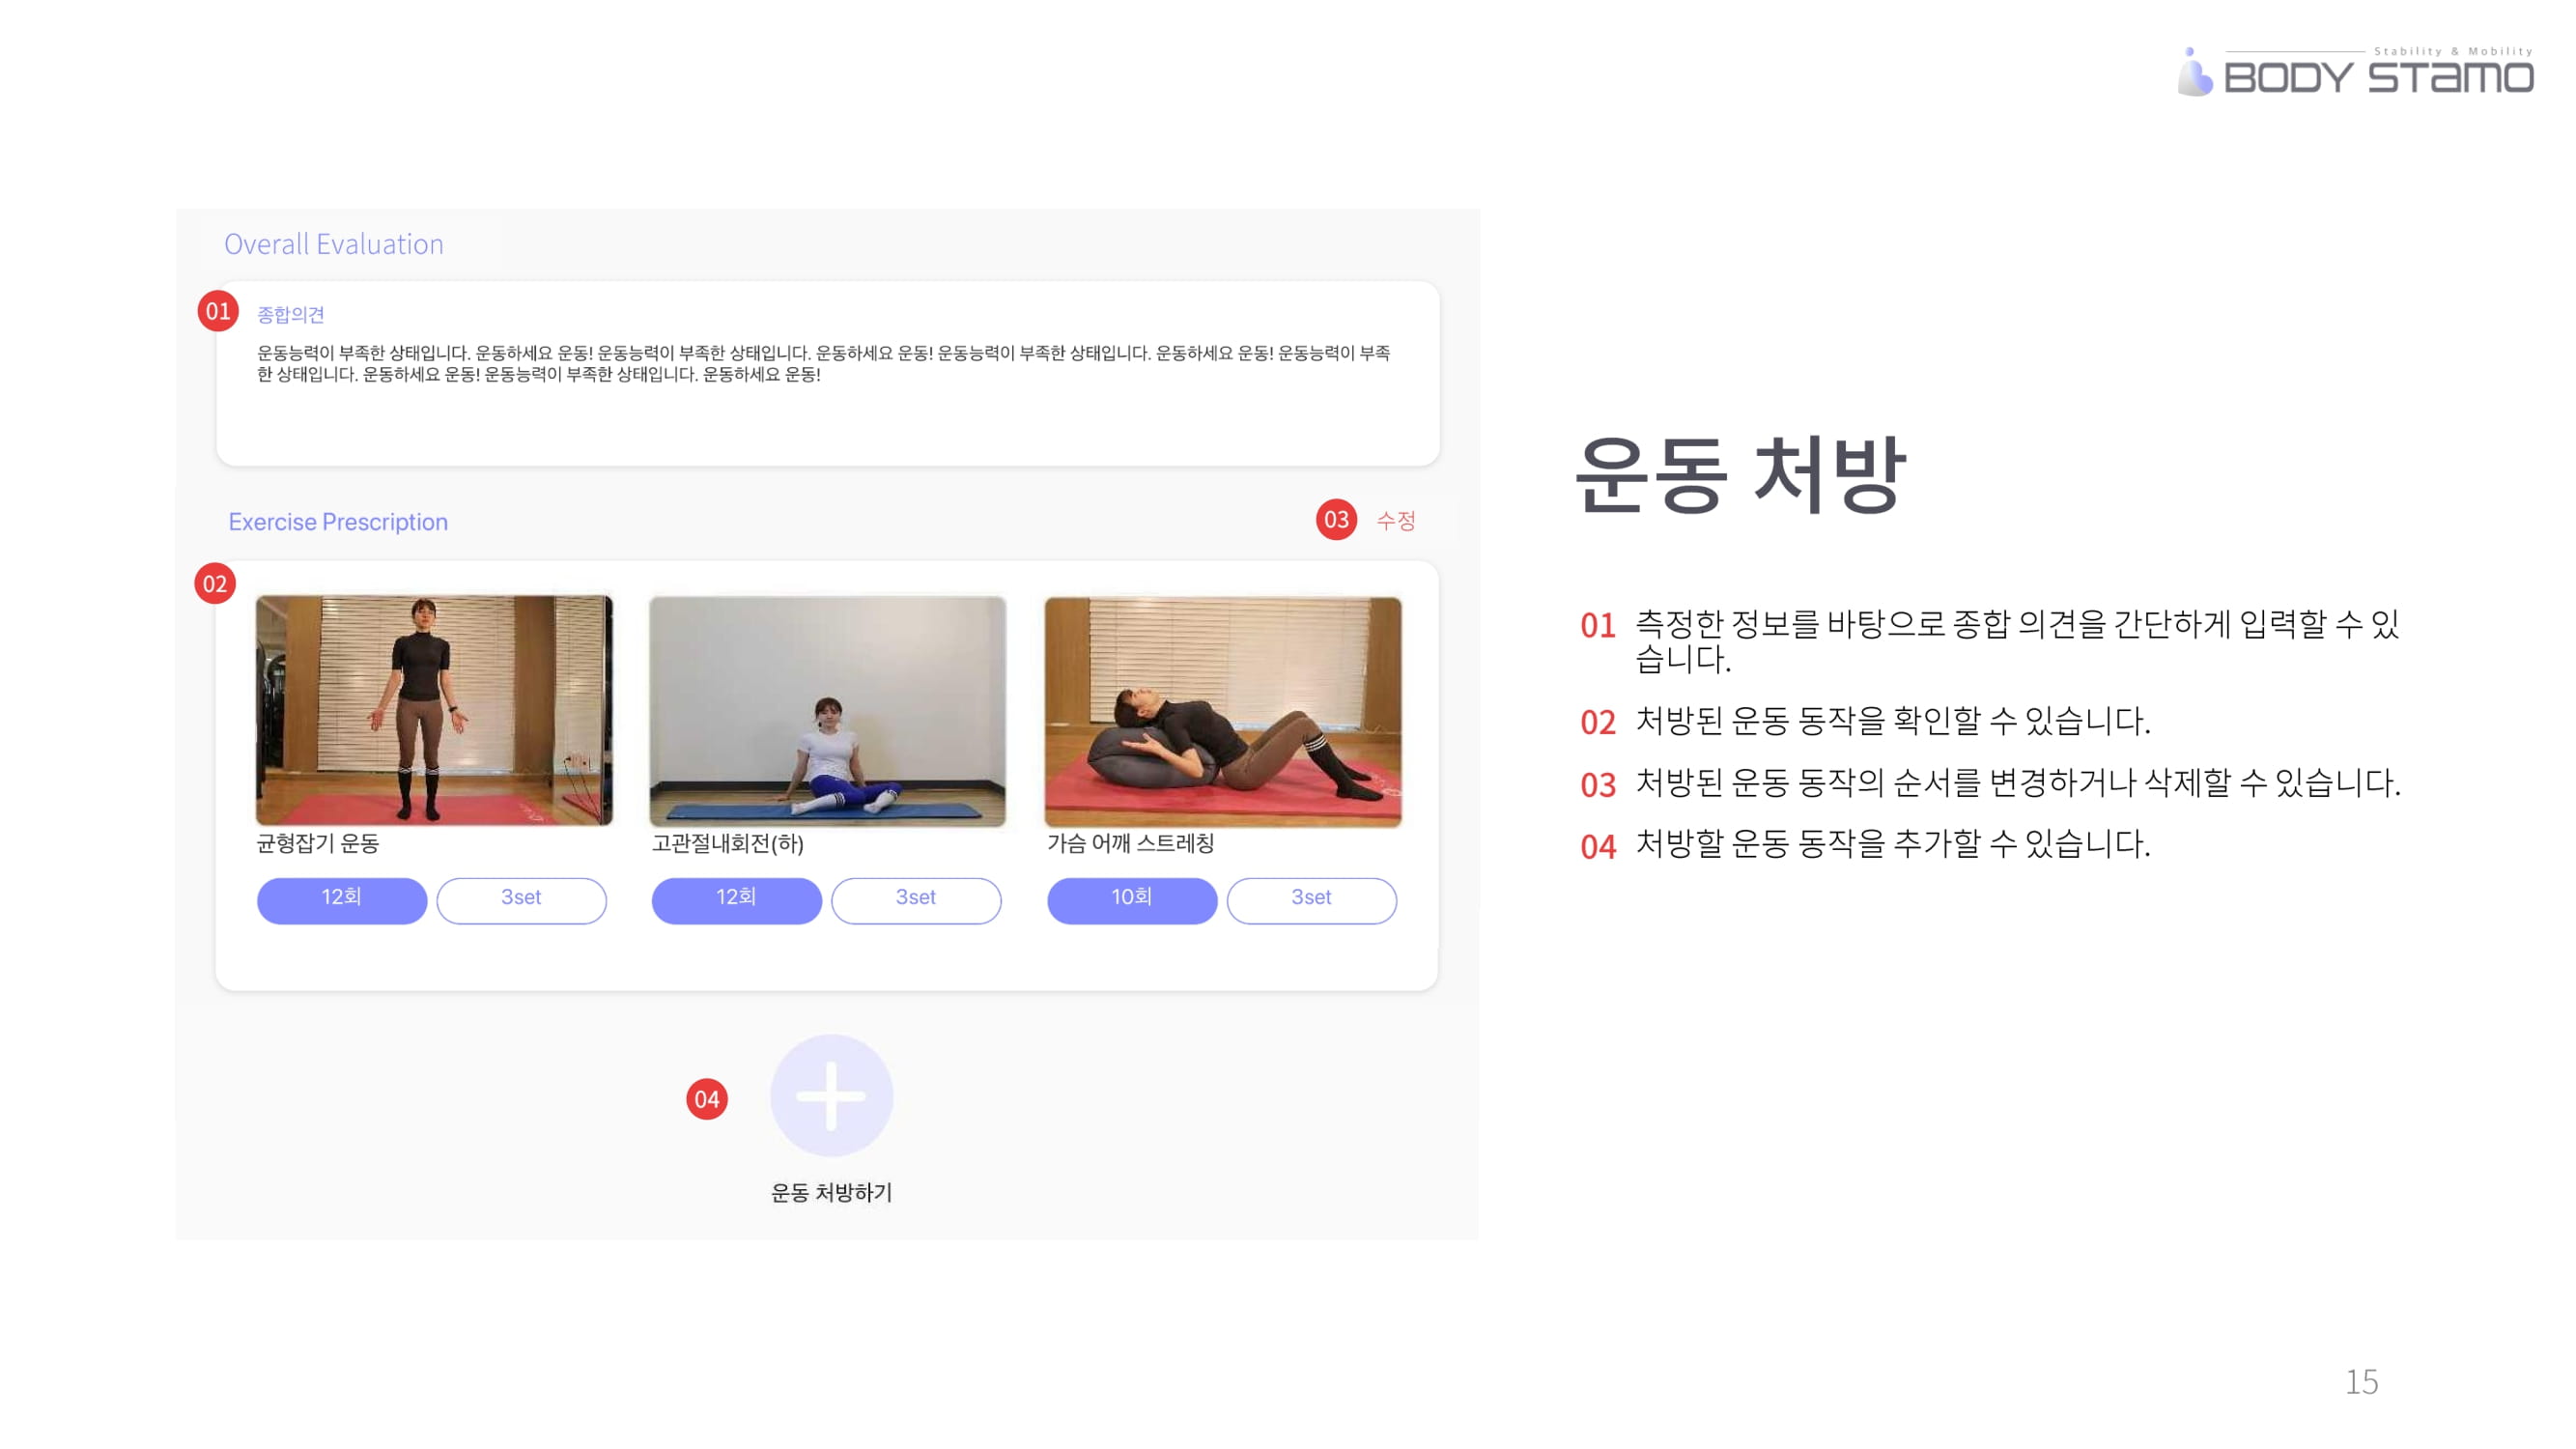 Stability & Mobility
BODY STamo
Overall Evaluation
01
종합의견
운동능력이 부족한 상태입니다. 운동하세요 운동! 운동능력이 부족한 상태입니다. 운동하세요 운동! 운동능력이 부족한 상태입니다. 운동하세요 운동! 운동능력이 부족
한 상태입니다. 운동하세요 운동! 운동능력이 부족한 상태입니다. 운동하세요 운동!
Exercise Prescription
03 수정
02
균형잡기 운동
12회 3set
고관절내회전(하)
12회 3set
가슴 어깨 스트레칭
10회 3set
04
운동 처방하기
운동 처방
01 측정한 정보를 바탕으로 종합 의견을 간단하게 입력할 수 있
습니다.
02 처방된 운동 동작을 확인할 수 있습니다.
03 처방된 운동 동작의 순서를 변경하거나 삭제할 수 있습니다.
04 처방할 운동 동작을 추가할 수 있습니다.
15